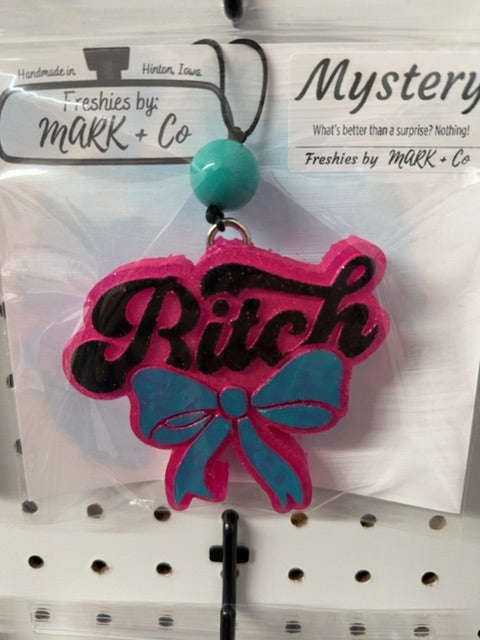 Handmade in Hinton, Iowa
Freshies by:
MARK + Co
Mystery
What's better than a surprise? Nothing!
Freshies by MARK + Co
Bitch